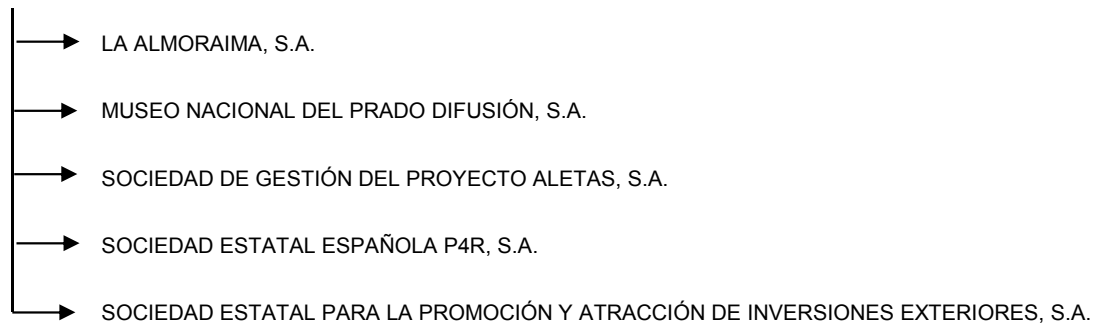 LA ALMORAIMA, S.A.
MUSEO NACIONAL DEL PRADO DIFUSIÓN, S.A.
SOCIEDAD DE GESTIÓN DEL PROYECTO ALETAS, S.A.
SOCIEDAD ESTATAL ESPAÑOLA P4R, S.A.
SOCIEDAD ESTATAL PARA LA PROMOCIÓN Y ATRACCIÓN DE INVERSIONES EXTERIORES, S.A.